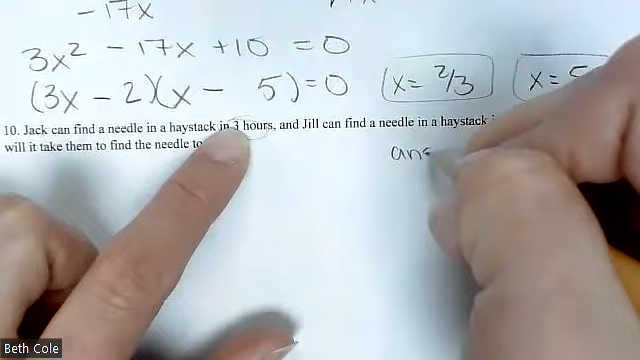 -17x
3x² - 17x + 10 = 0
(3x - 2)(x - 5) = 0 x = 2/3 x = 5
10. Jack can find a needle in a haystack in 3 hours, and Jill can find a needle in a haystack
will it take them to find the needle
ans
Beth Cole